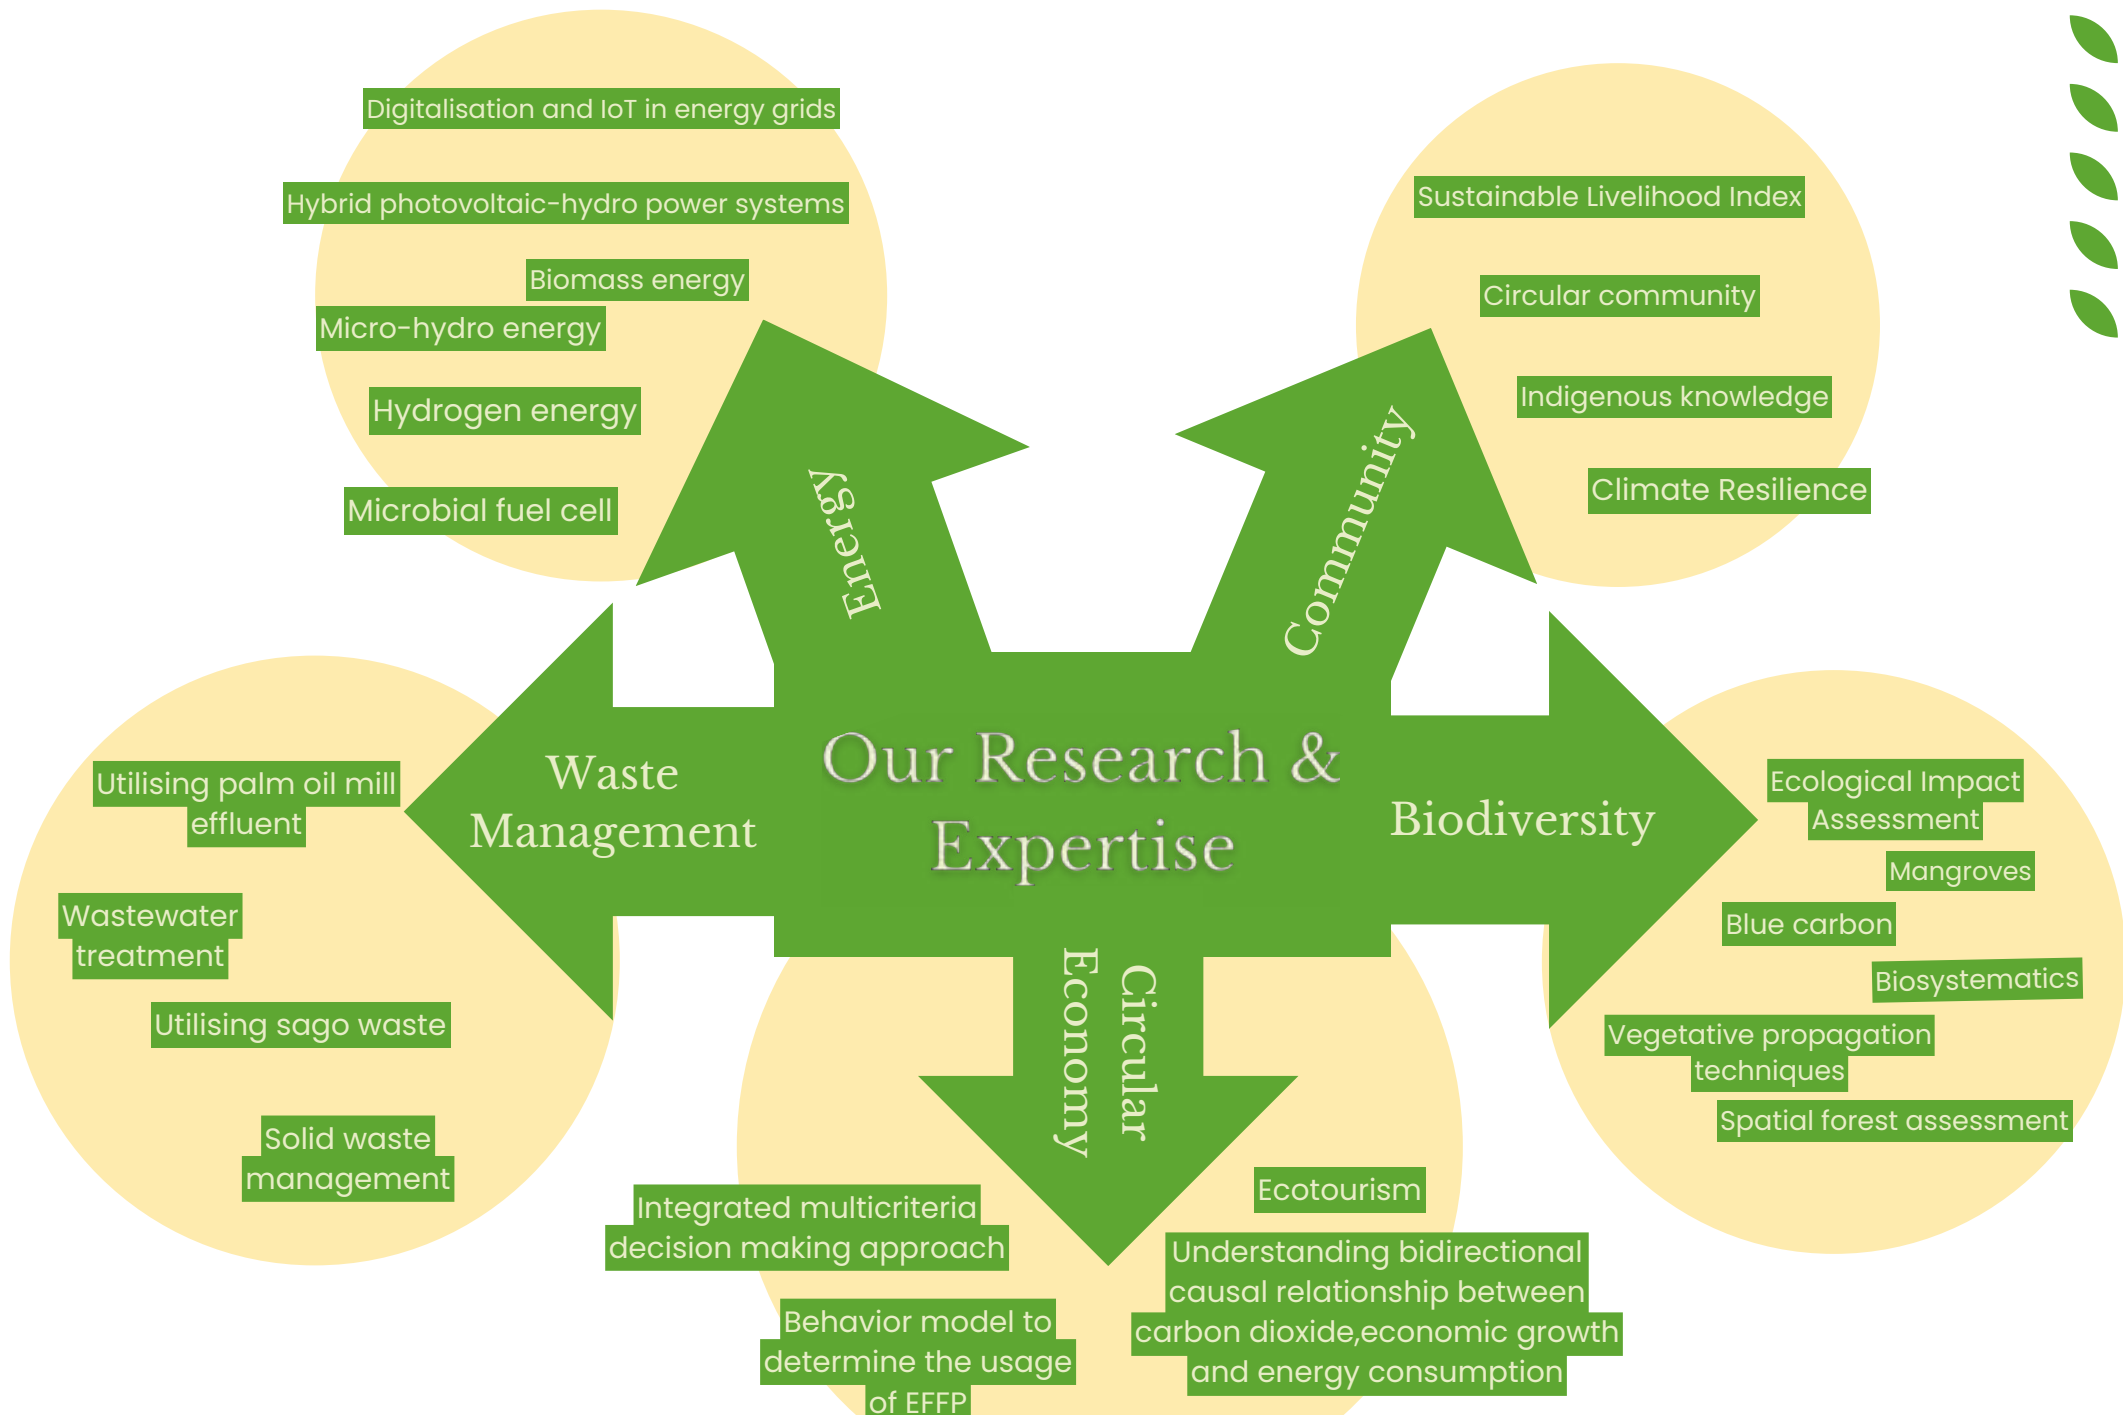 Digitalisation and IoT in energy grids
Hybrid photovoltaic-hydro power systems
Biomass energy
Micro-hydro energy
Hydrogen energy
Microbial fuel cell
Energy
Sustainable Livelihood Index
Circular community
Indigenous knowledge
Climate Resilience
Community
Our Research &
Expertise
Waste
Management
Utilising palm oil mill
effluent
Wastewater
treatment
Utilising sago waste
Solid waste
management
Biodiversity
Ecological Impact
Assessment
Mangroves
Blue carbon
Biosystematics
Vegetative propagation
techniques
Spatial forest assessment
Circular
Economy
Integrated multicriteria
decision making approach
Behavior model to
determine the usage
of EFFP
Ecotourism
Understanding bidirectional
causal relationship between
carbon dioxide,economic growth
and energy consumption